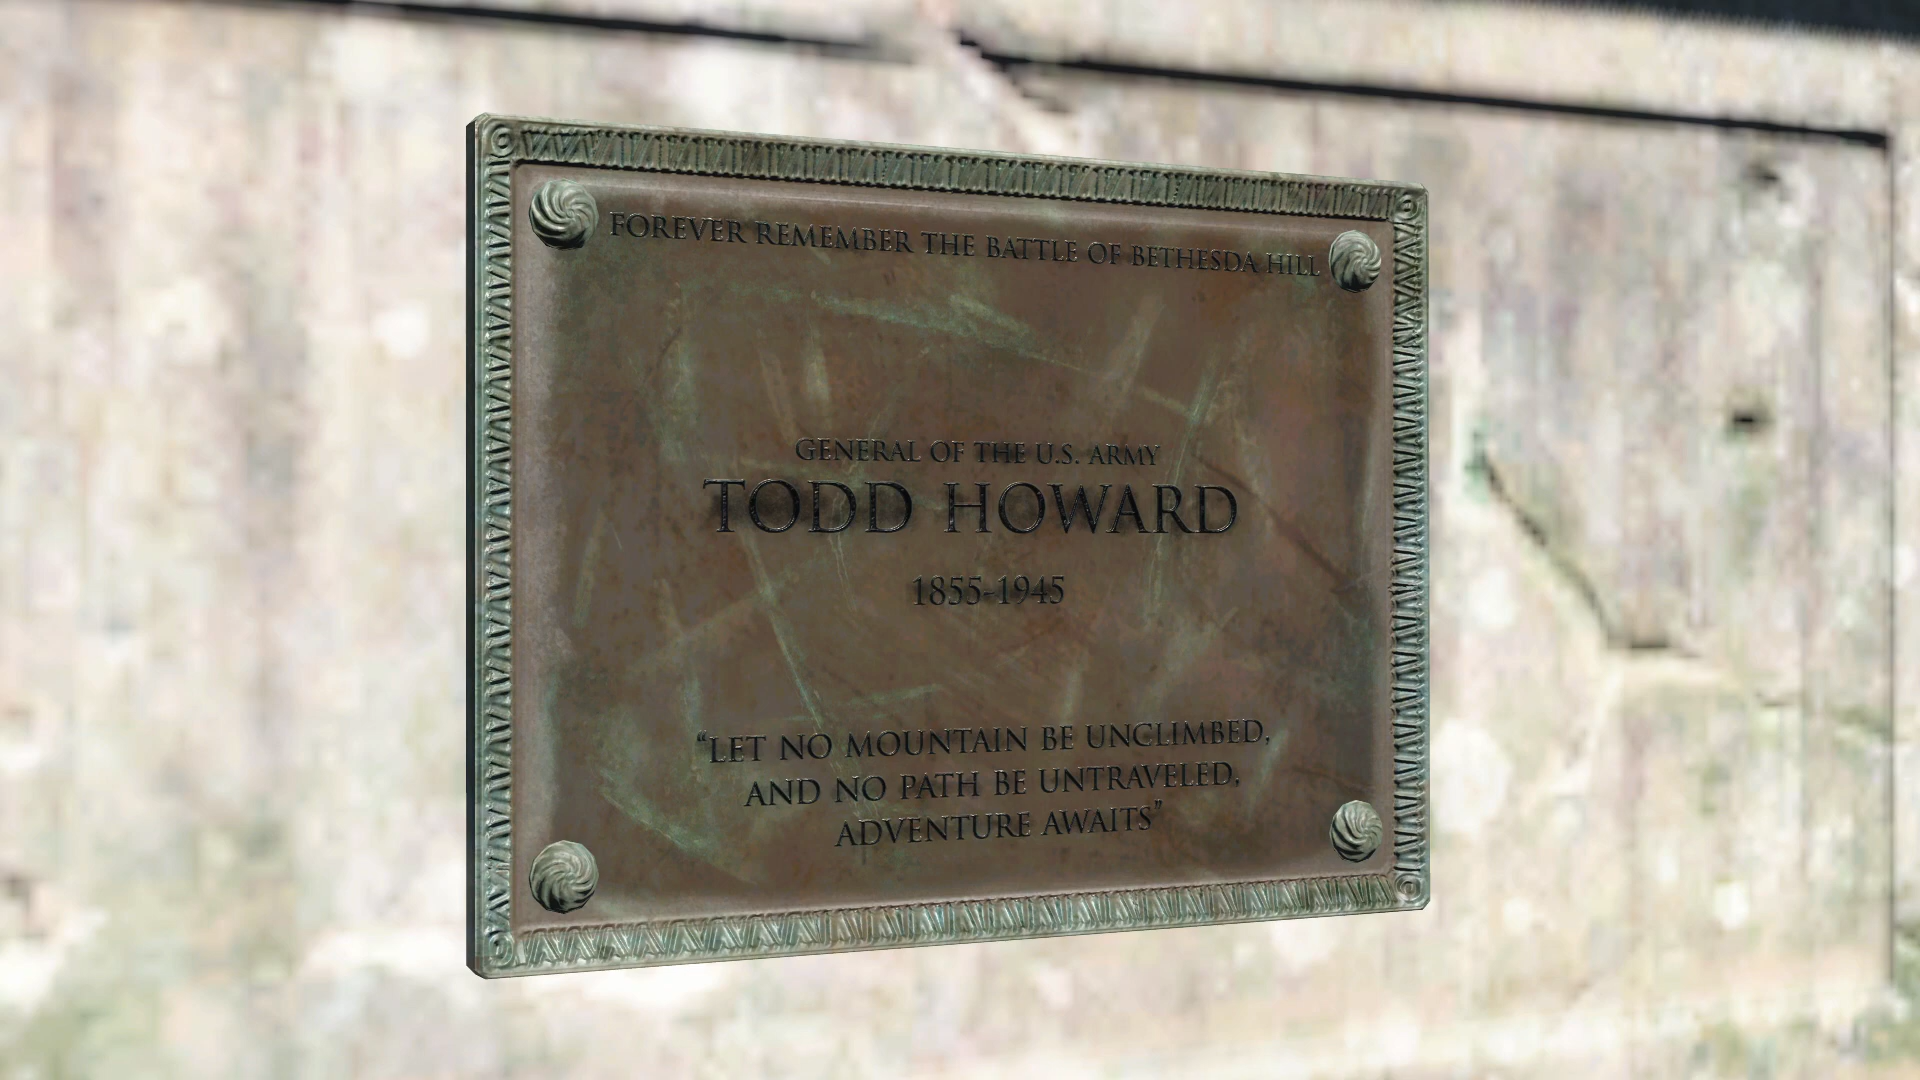 FOREVER REMEMBER THE BATTLE OF BETHESDA HILL
GENERAL OF THE U.S. ARMY
TODD HOWARD
1855-1945
“LET NO MOUNTAIN BE UNCLIMBED,
AND NO PATH BE UNTRAVELED,
ADVENTURE AWAITS”